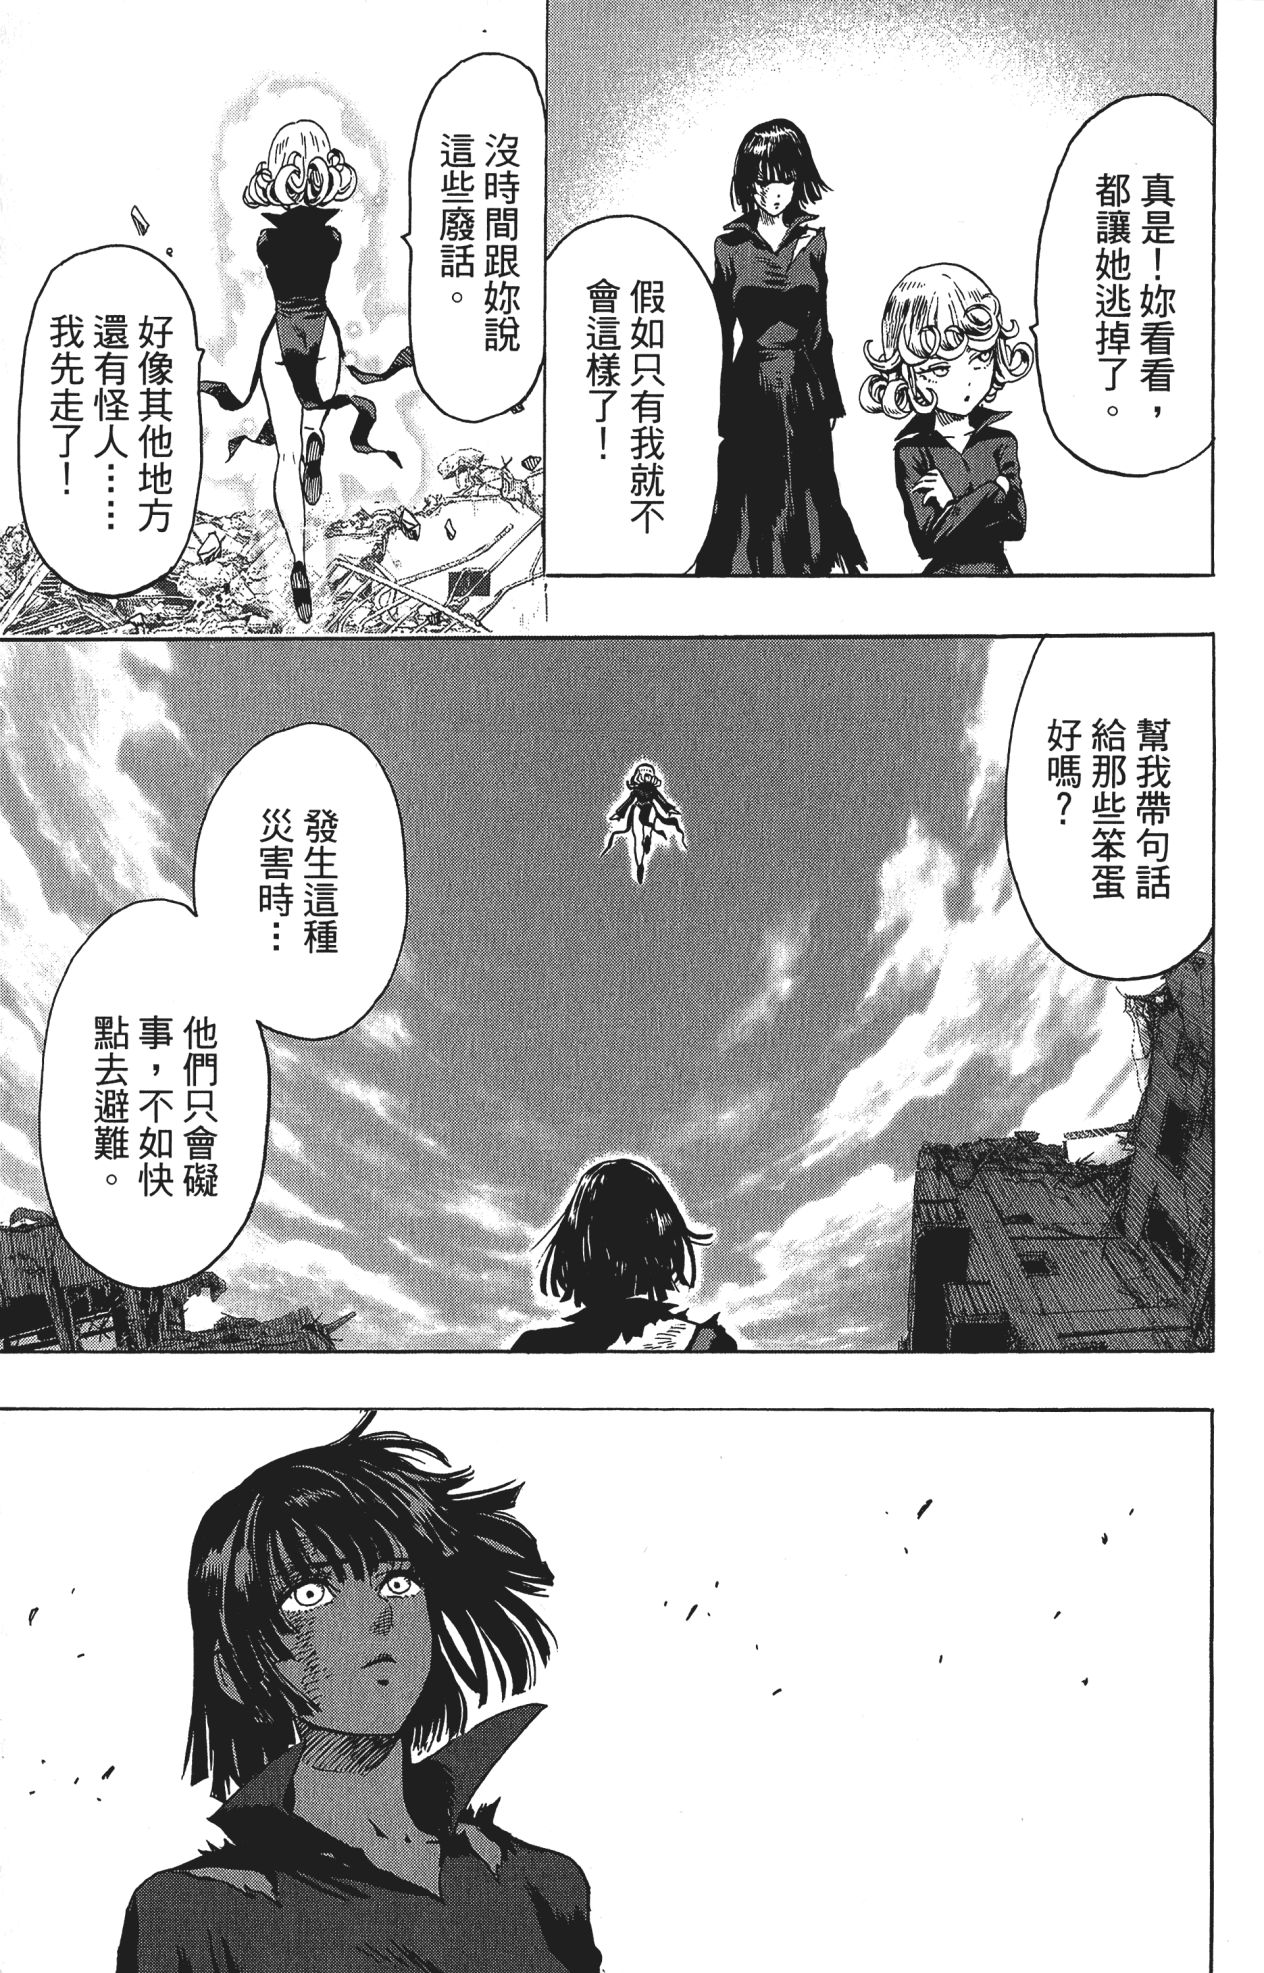 真是！妳看看，
都讓她逃掉了。
假如只有我就不
會這樣了！
沒時間跟妳說
這些廢話。
好像其他地方
還有怪人……
我先走了！
幫我帶句話
給那些笨蛋
好嗎？
發生這種
災害時…
他們只會礙
事，不如快
點去避難。